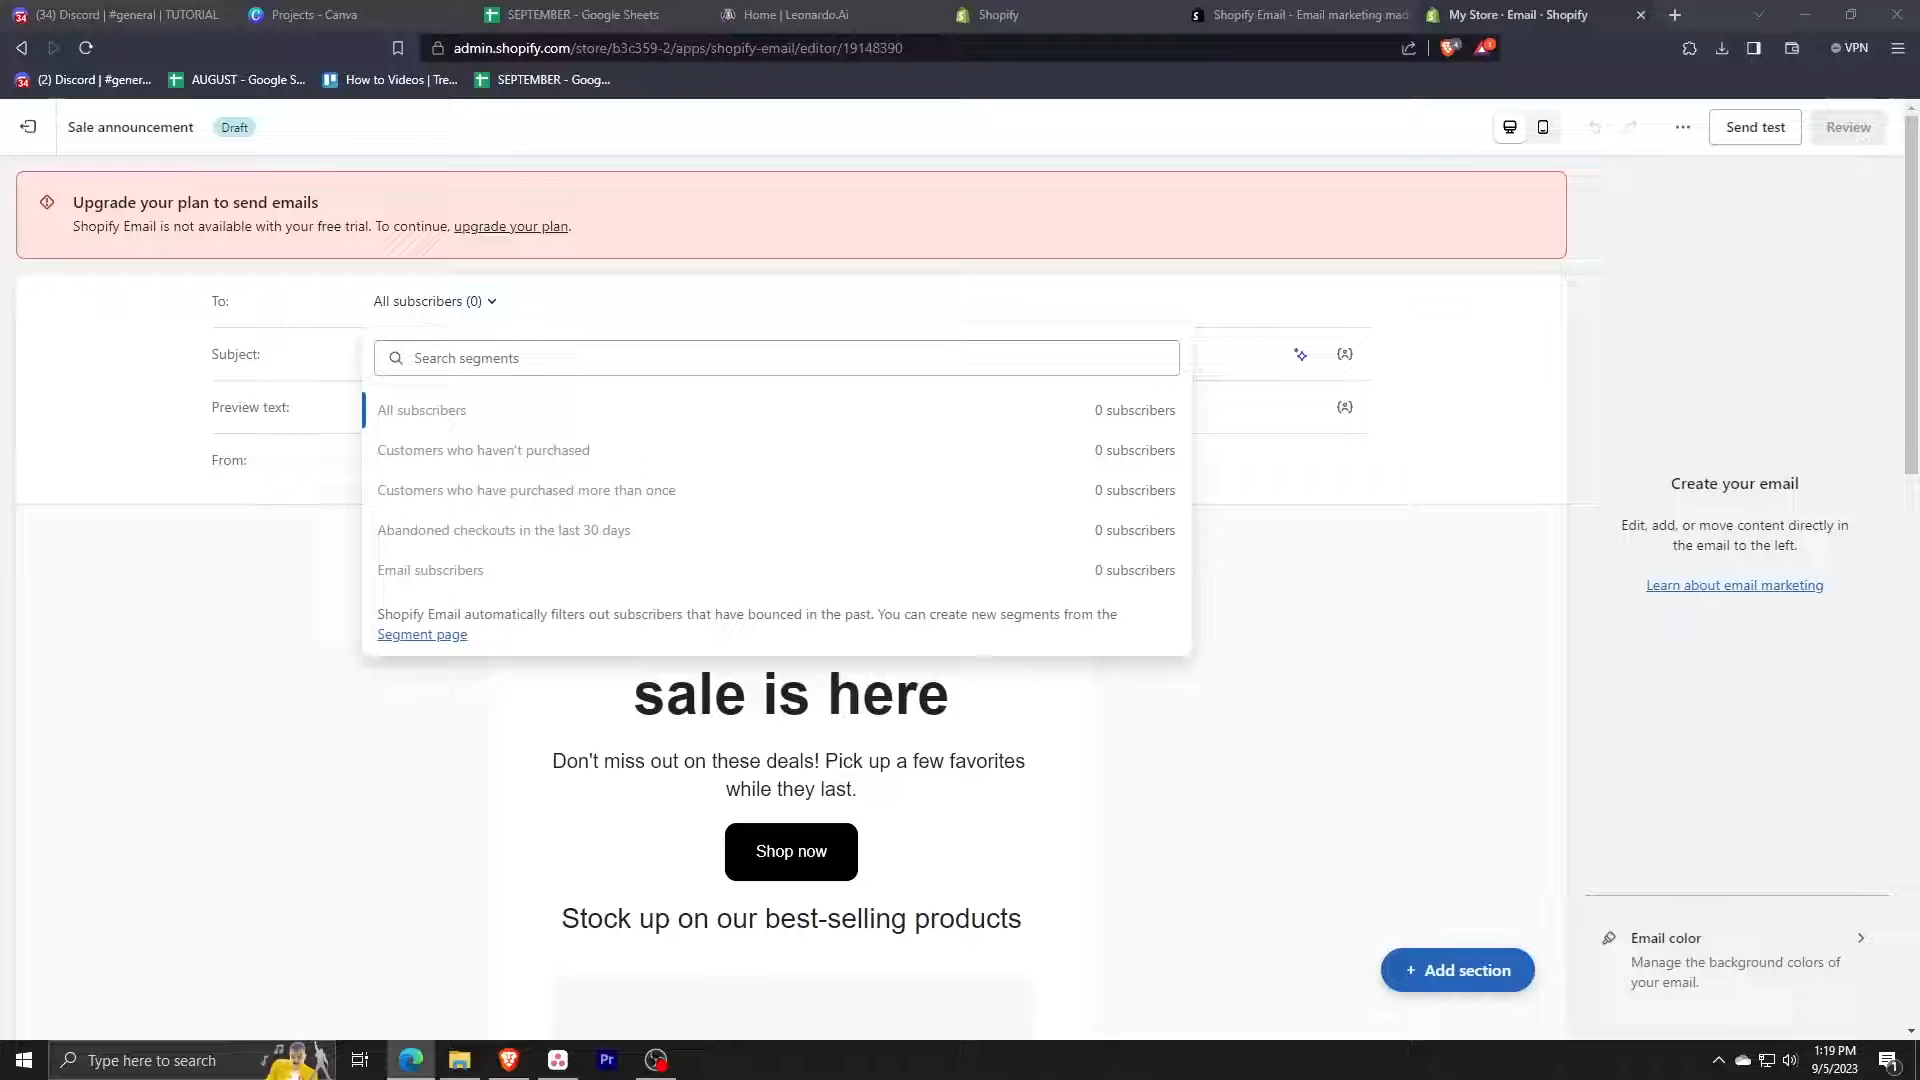 (34) Discord | #general | TUTORIAL
Projects - Canva
SEPTEMBER - Google Sheets
Home | Leonardo.Ai
Shopify
Shopify Email - Email marketing mad
My Store · Email · Shopify
admin.shopify.com/store/b3c359-2/apps/shopify-email/editor/19148390
VPN
(2) Discord | #gener...
AUGUST - Google S...
How to Videos | Tre...
SEPTEMBER - Goog...
Sale announcement
Draft
Send test
Review
Upgrade your plan to send emails
Shopify Email is not available with your free trial. To continue, upgrade your plan.
To:
All subscribers (0)
Subject:
Search segments
Preview text:
All subscribers
0 subscribers
Customers who haven't purchased
0 subscribers
From:
Customers who have purchased more than once
0 subscribers
Abandoned checkouts in the last 30 days
0 subscribers
Email subscribers
0 subscribers
Shopify Email automatically filters out subscribers that have bounced in the past. You can create new segments from the
Segment page
Create your email
Edit, add, or move content directly in
the email to the left.
Learn about email marketing
sale is here
Don't miss out on these deals! Pick up a few favorites
while they last.
Shop now
Stock up on our best-selling products
+ Add section
Email color
Manage the background colors of
your email.
Type here to search
Pr
1:19 PM
9/5/2023
1